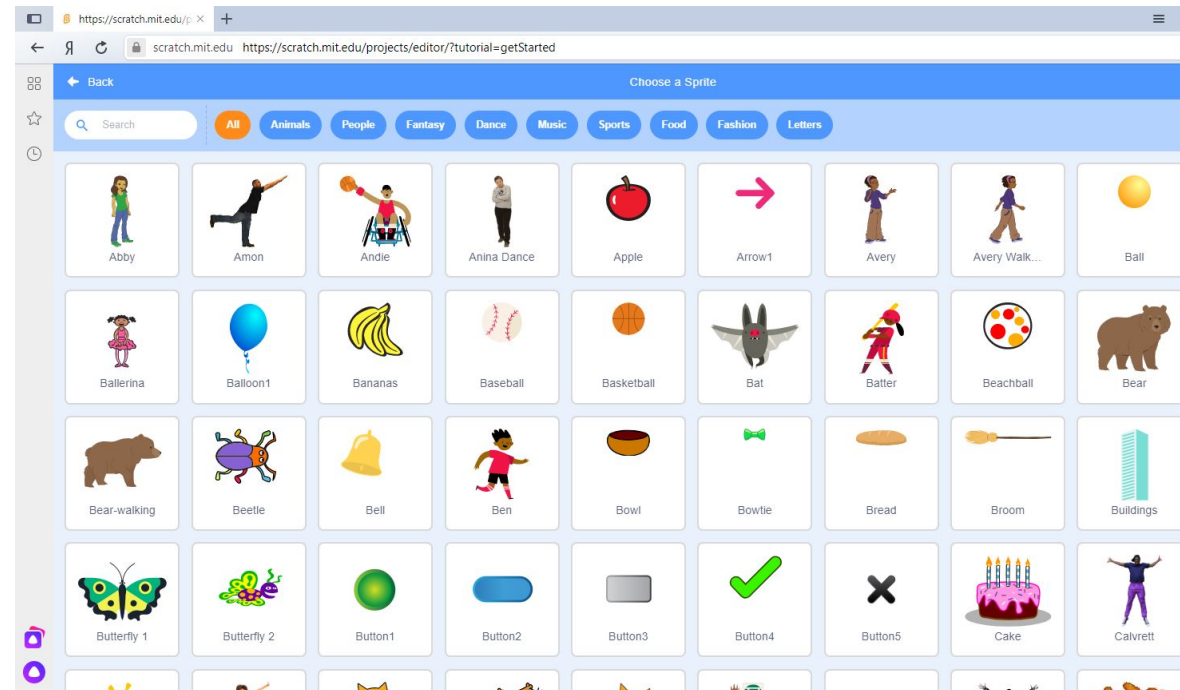 https://scratch.mit.edu/p
Я scratch.mit.edu https://scratch.mit.edu/projects/editor/?tutorial=getStarted
Back Choose a Sprite
Search All Animals People Fantasy Dance Music Sports Food Fashion Letters
Abby Amon Andie Anina Dance Apple Arrow1 Avery Avery Walk... Ball
Ballerina Balloon1 Bananas Baseball Basketball Bat Batter Beachball Bear
Bear-walking Beetle Bell Ben Bowl Bowtie Bread Broom Buildings
Butterfly 1 Butterfly 2 Button1 Button2 Button3 Button4 Button5 Cake Calvrett